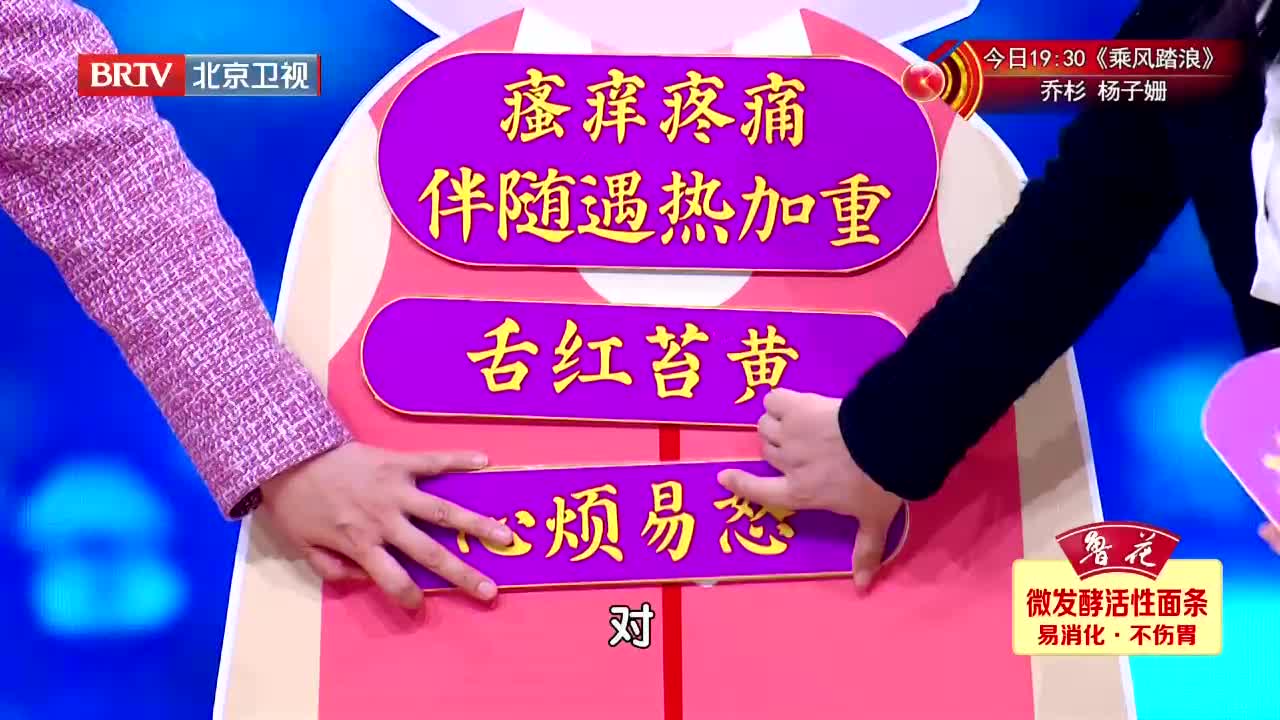 BRTV 北京卫视
今日19:30《乘风踏浪》
乔杉 杨子姗
瘙痒疼痛
伴随遇热加重
舌红苔黄
心烦易怒
对
鲁花
微发酵活性面条
易消化·不伤胃